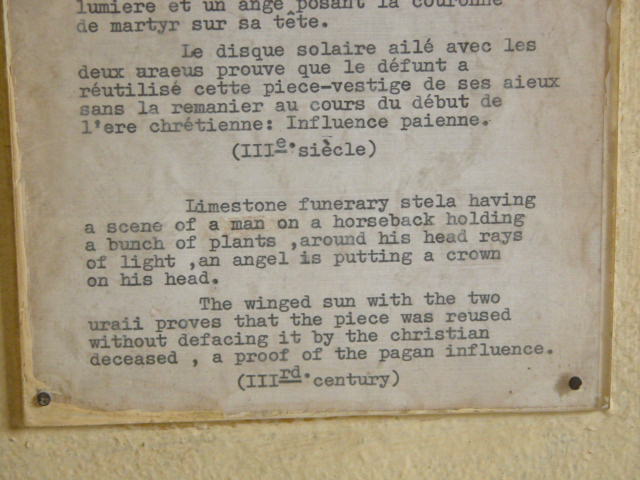 lumiere et un ange posant la couronne
de martyr sur sa tête.
Le disque solaire ailé avec les
deux uraeus prouve que le défunt a
réutilisé cette piece-vestige de ses aieux
sans la remanier au cours du début de
l'ere chrétienne: Influence paienne.
(IIIe.siècle)
Limestone funerary stela having
a scene of a man on a horseback holding
a bunch of plants ,around his head rays
of light ,an angel is putting a crown
on his head.
The winged sun with the two
uraii proves that the piece was reused
without defacing it by the christian
deceased , a proof of the pagan influence.
(IIIrd.century)